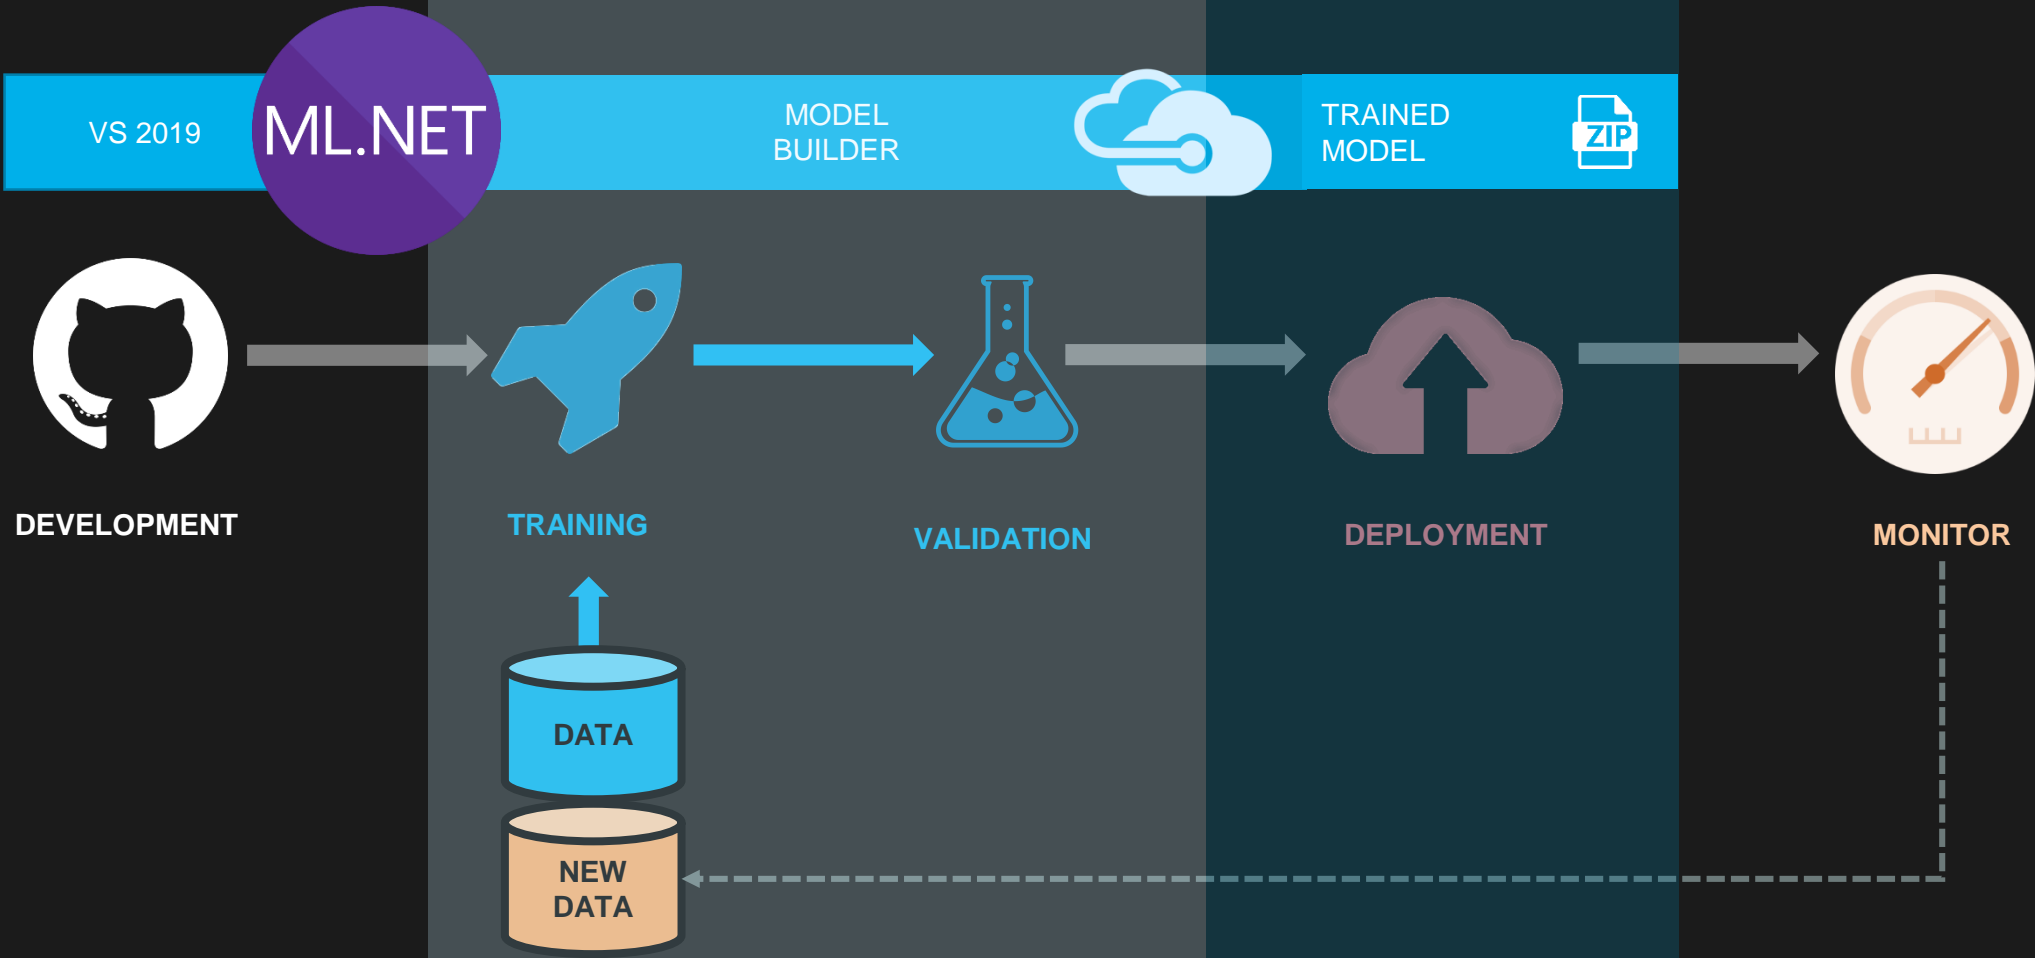 VS 2019
ML.NET
MODEL
BUILDER
TRAINED
MODEL
ZIP
DEVELOPMENT
TRAINING
VALIDATION
DEPLOYMENT
MONITOR
DATA
NEW
DATA